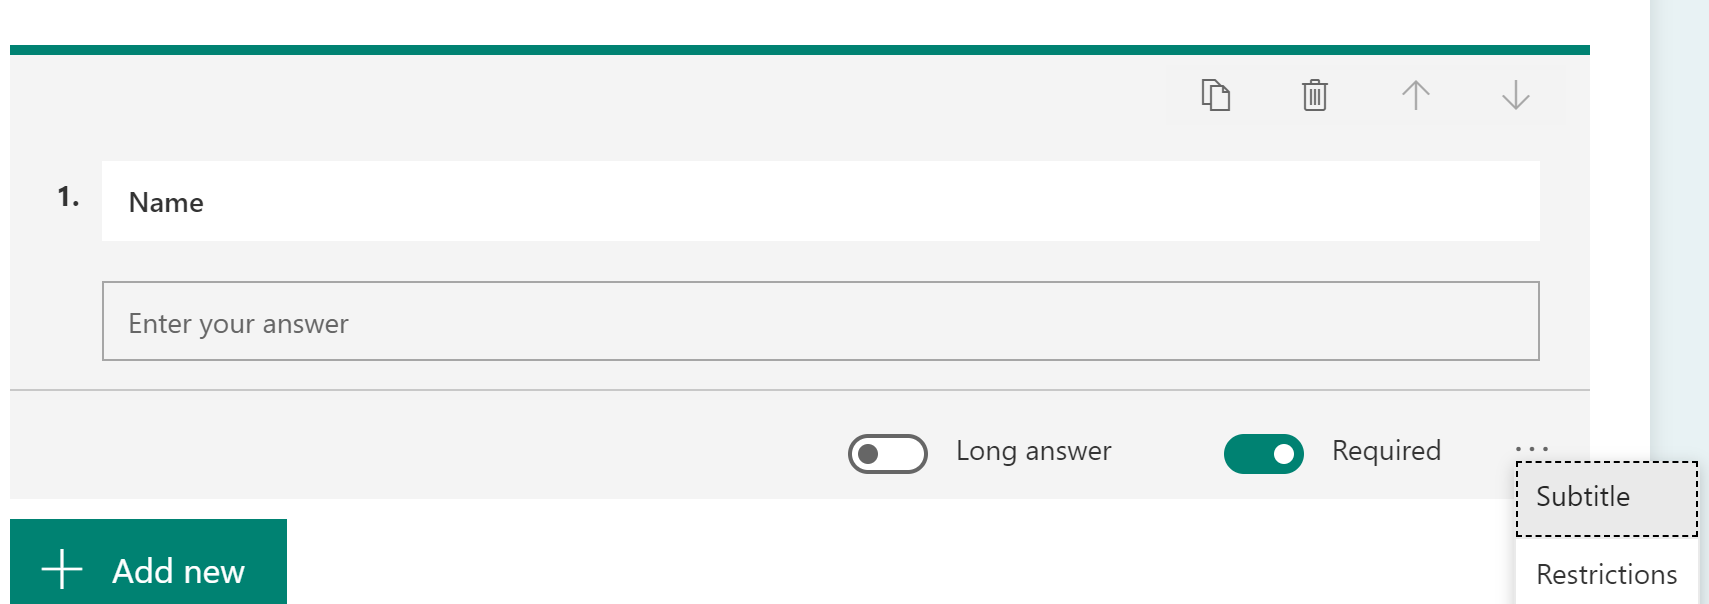 1.
Name
Enter your answer
Long answer
Required
...
Subtitle
Restrictions
Add new